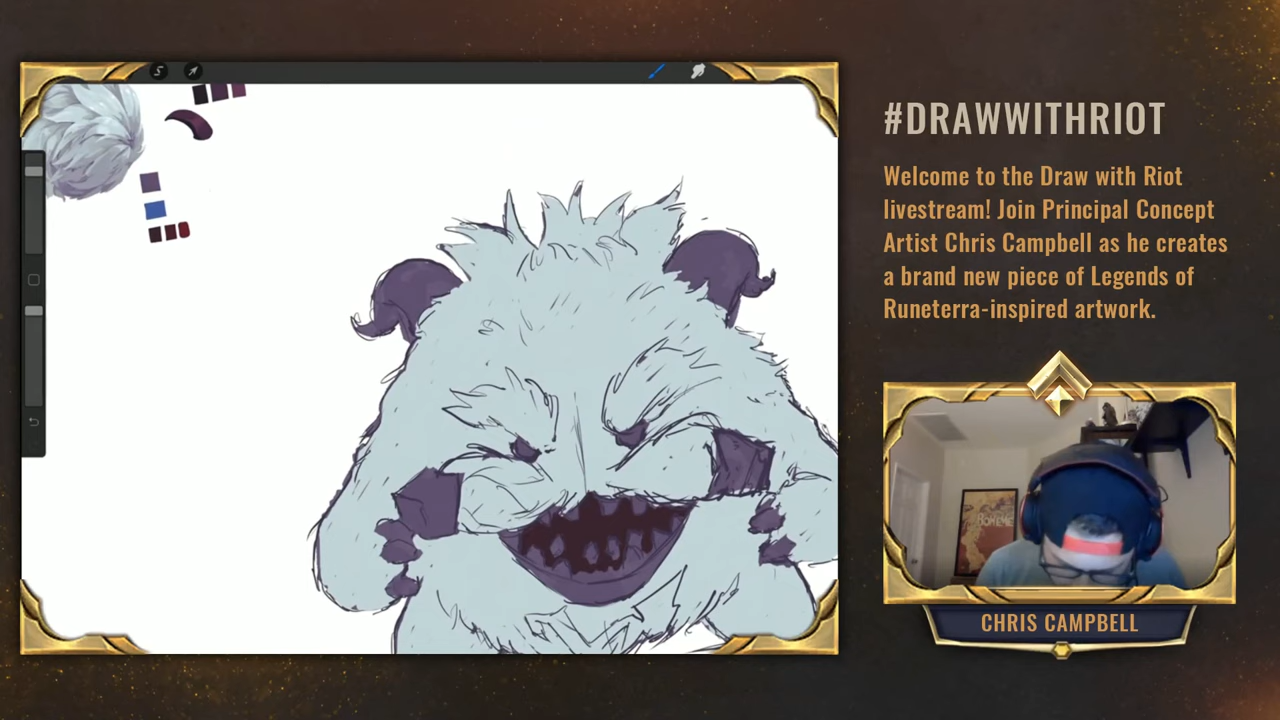 #DRAWWITHRIOT
Welcome to the Draw with Riot
livestream! Join Principal Concept
Artist Chris Campbell as he creates
a brand new piece of Legends of
Runeterra-inspired artwork.
CHRIS CAMPBELL